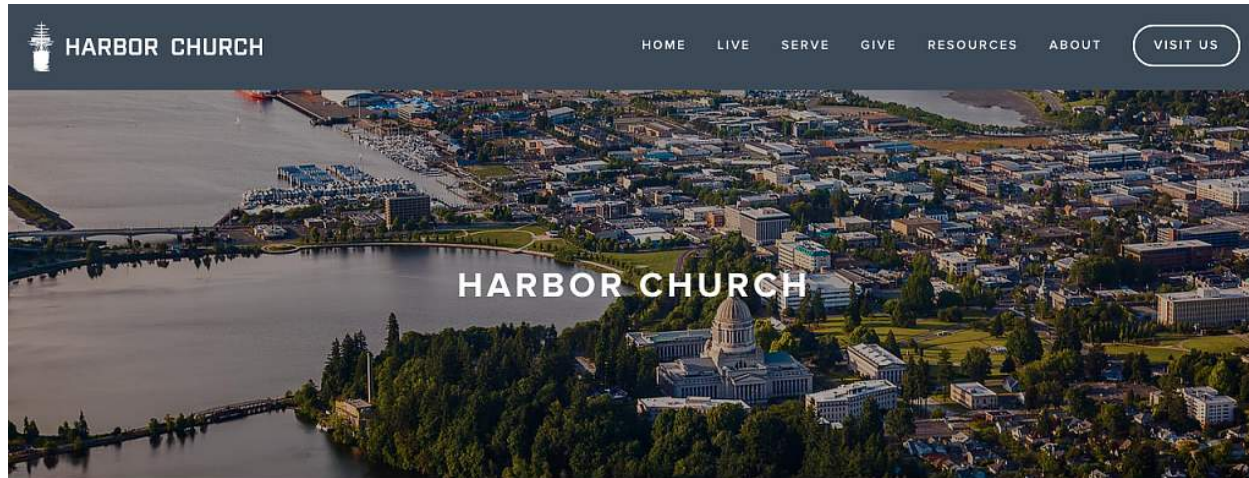 HARBOR CHURCH
HOME LIVE SERVE GIVE RESOURCES ABOUT VISIT US
HARBOR CHURCH